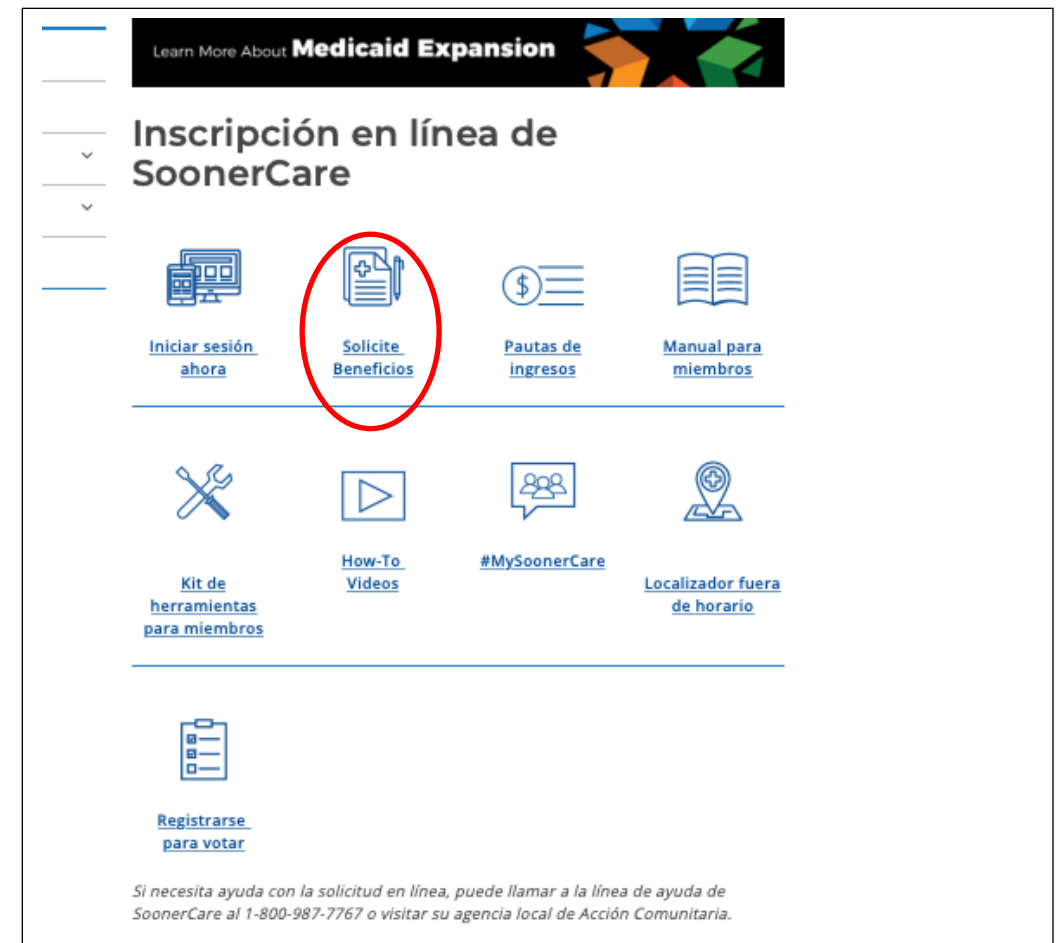 Learn More About Medicaid Expansion
Inscripción en línea de
SoonerCare
Iniciar sesión
ahora
Solicite
Beneficios
Pautas de
ingresos
Manual para
miembros
Kit de
herramientas
para miembros
How-To
Videos
#MySoonerCare
Localizador fuera
de horario
Registrarse
para votar
Si necesita ayuda con la solicitud en línea, puede llamar a la línea de ayuda de
SoonerCare al 1-800-987-7767 o visitar su agencia local de Acción Comunitaria.